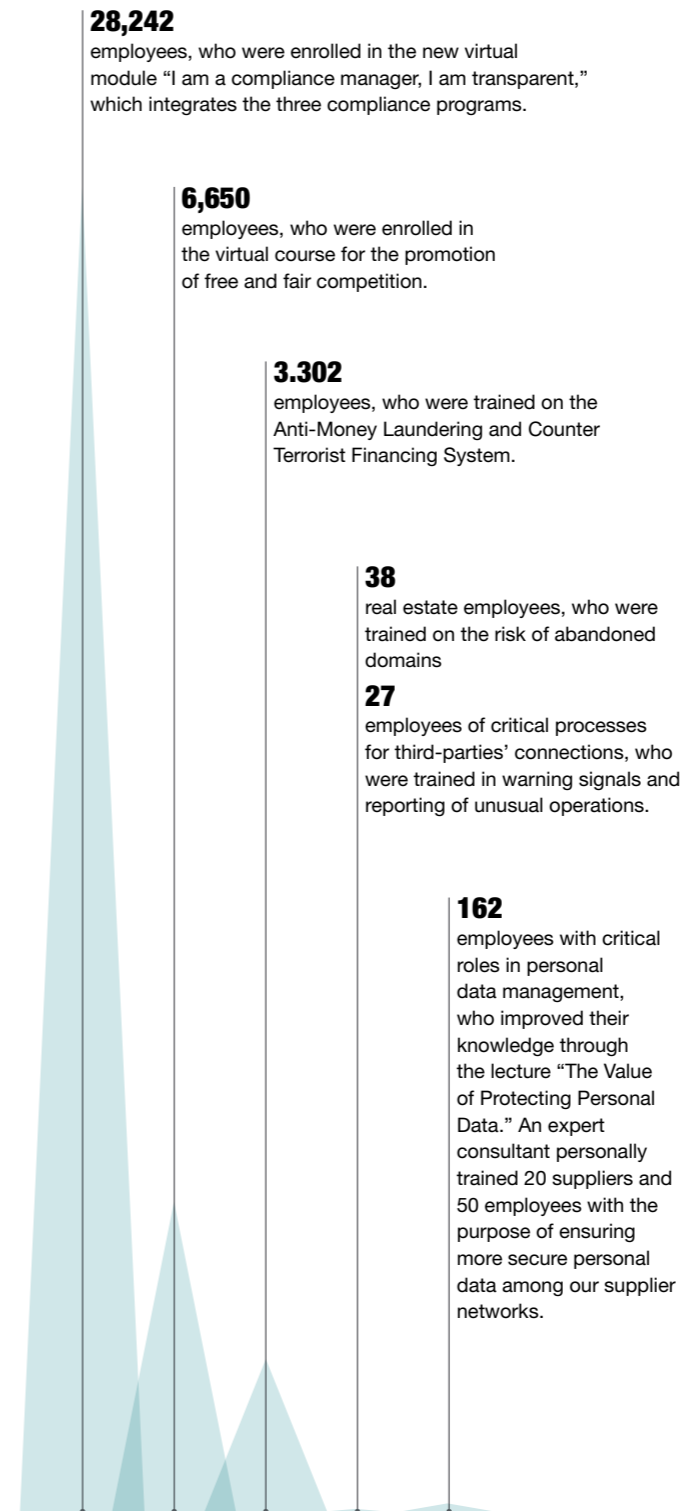 28,242
employees, who were enrolled in the new virtual
module “I am a compliance manager, I am transparent,”
which integrates the three compliance programs.
6,650
employees, who were enrolled in
the virtual course for the promotion
of free and fair competition.
3.302
employees, who were trained on the
Anti-Money Laundering and Counter
Terrorist Financing System.
38
real estate employees, who were
trained on the risk of abandoned
domains
27
employees of critical processes
for third-parties’ connections, who
were trained in warning signals and
reporting of unusual operations.
162
employees with critical
roles in personal
data management,
who improved their
knowledge through
the lecture “The Value
of Protecting Personal
Data.” An expert
consultant personally
trained 20 suppliers and
50 employees with the
purpose of ensuring
more secure personal
data among our supplier
networks.